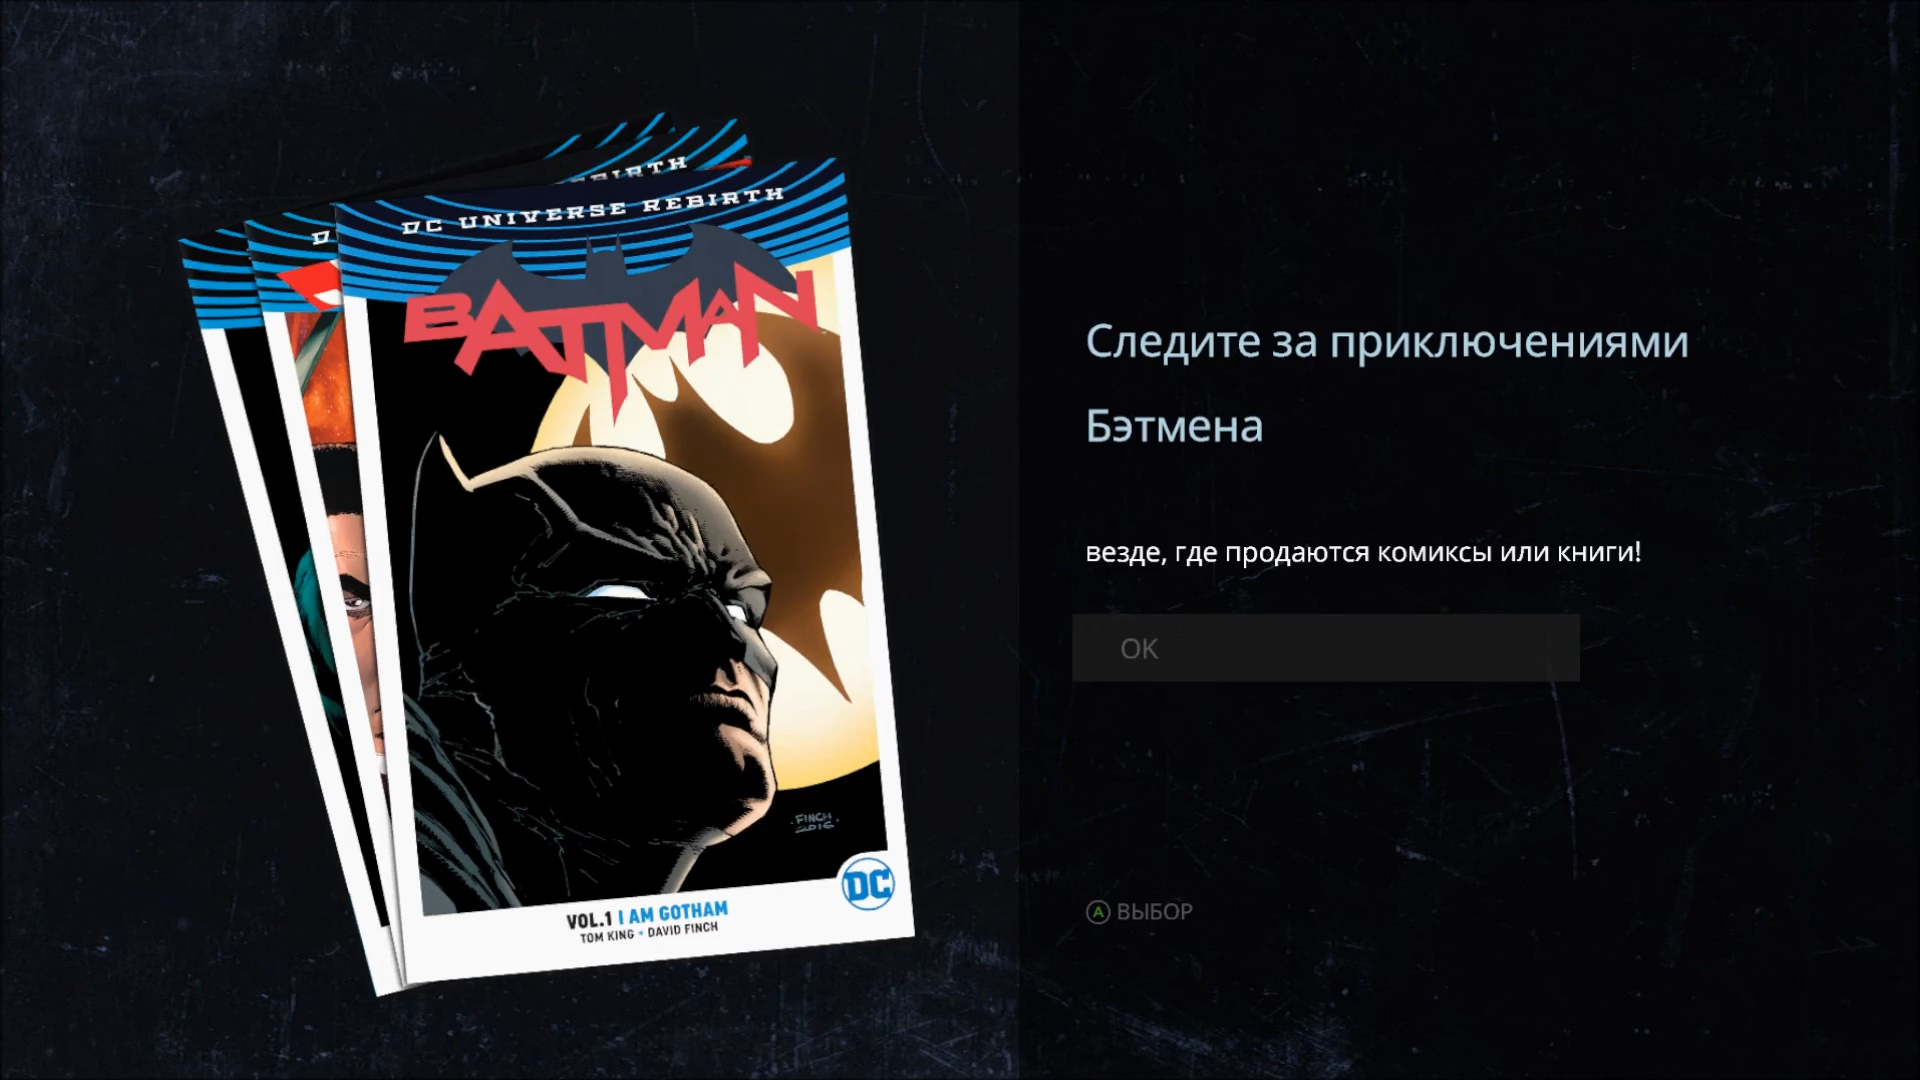 DC UNIVERSE REBIRTH
BATMAN
FINCH
2016
DC
VOL.1 I AM GOTHAM
TOM KING • DAVID FINCH
Следите за приключениями
Бэтмена
везде, где продаются комиксы или книги!
OK
A ВЫБОР